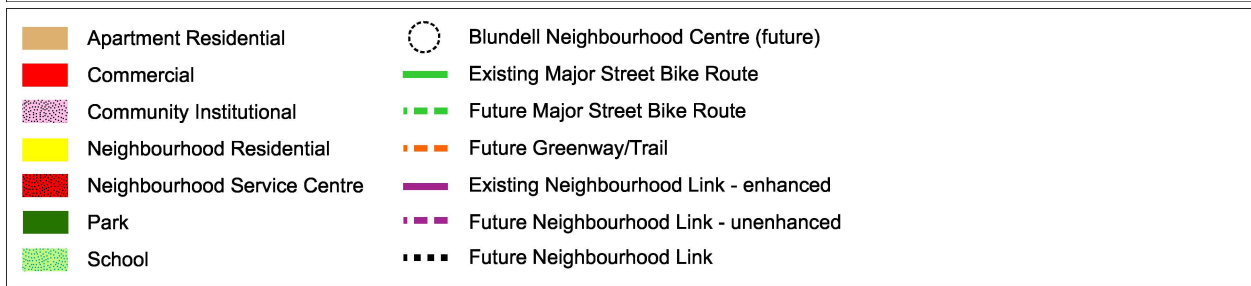 Apartment Residential
Commercial
Community Institutional
Neighbourhood Residential
Neighbourhood Service Centre
Park
School
Blundell Neighbourhood Centre (future)
Existing Major Street Bike Route
Future Major Street Bike Route
Future Greenway/Trail
Existing Neighbourhood Link - enhanced
Future Neighbourhood Link - unenhanced
Future Neighbourhood Link